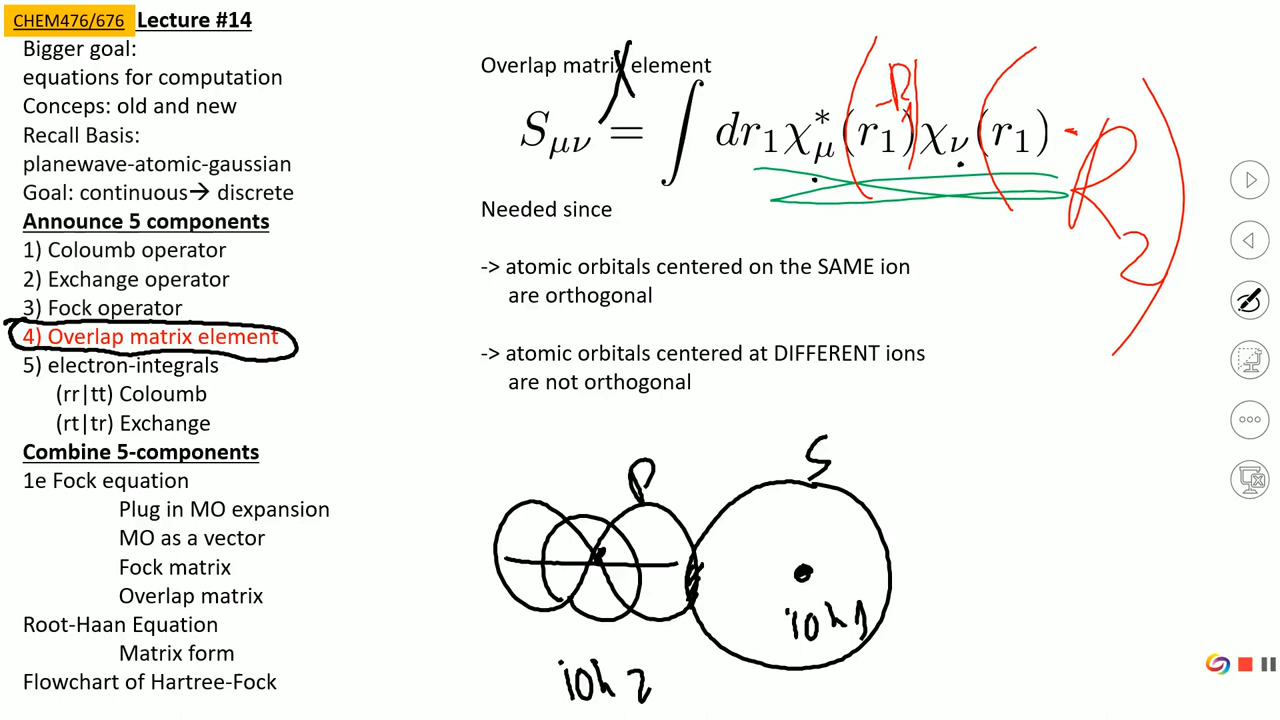 CHEM476/676 Lecture #14
Bigger goal:
equations for computation
Conceps: old and new
Recall Basis:
planewave-atomic-gaussian
Goal: continuous→ discrete
Announce 5 components
1) Coloumb operator
2) Exchange operator
3) Fock operator
4) Overlap matrix element
5) electron-integrals
(rr|tt) Coloumb
(rt|tr) Exchange
Combine 5-components
1e Fock equation
Plug in MO expansion
MO as a vector
Fock matrix
Overlap matrix
Root-Haan Equation
Matrix form
Flowchart of Hartree-Fock
Overlap matrix element
S_{μν} = ∫ dr_1 χ_μ^*(r_1) χ_ν(r_1)
(-R_1)
(- R_2)
Needed since
-> atomic orbitals centered on the SAME ion
are orthogonal
-> atomic orbitals centered at DIFFERENT ions
are not orthogonal
P
S
ion 1
ion 2